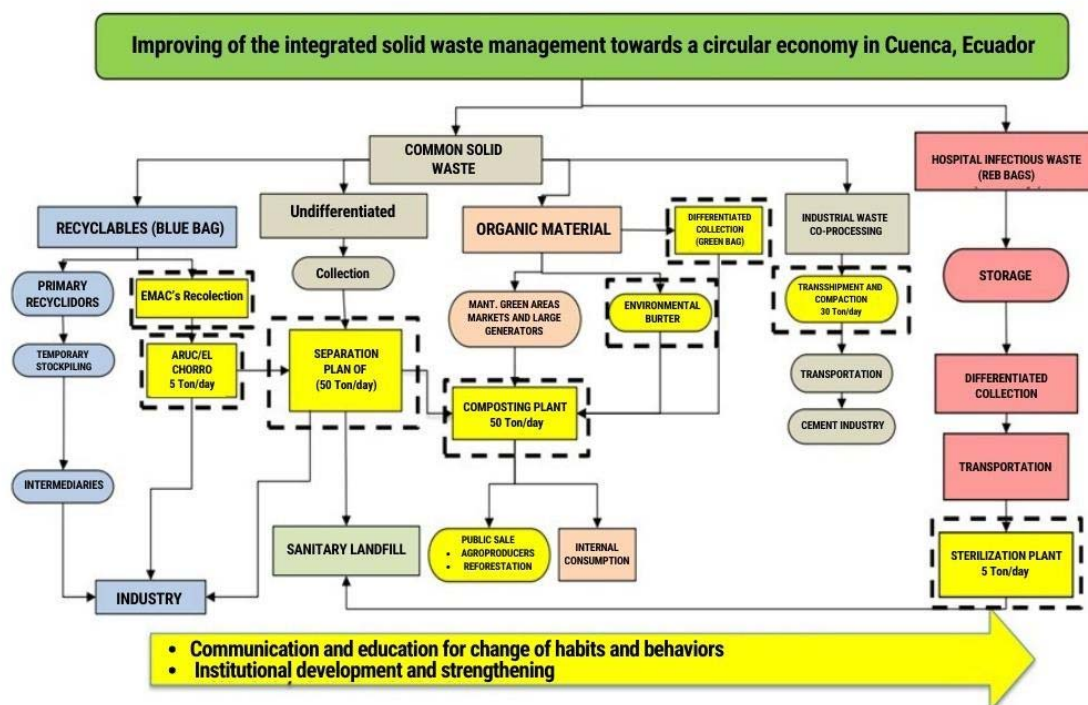 Improving of the integrated solid waste management towards a circular economy in Cuenca, Ecuador
COMMON SOLID
WASTE
HOSPITAL INFECTIOUS WASTE
(REB BAGS)
RECYCLABLES (BLUE BAG)
Undifferentiated
ORGANIC MATERIAL
DIFFERENTIATED
COLLECTION
(GREEN BAG)
INDUSTRIAL WASTE
CO-PROCESSING
PRIMARY
RECYCLIDORS
EMAC's Recolection
Collection
MANT. GREEN AREAS
MARKETS AND LARGE
GENERATORS
ENVIRONMENTAL
BURTER
TRANSSHIPMENT AND
COMPACTION
30 Ton/day
STORAGE
TEMPORARY
STOCKPILING
ARUC/EL
CHORRO
5 Ton/day
SEPARATION
PLAN OF
(50 Ton/day)
COMPOSTING PLANT
50 Ton/day
TRANSPORTATION
CEMENT INDUSTRY
DIFFERENTIATED
COLLECTION
TRANSPORTATION
INTERMEDIARIES
SANITARY LANDFILL
PUBLIC SALE
• AGROPRODUCERS
• REFORESTATION
INTERNAL
CONSUMPTION
STERILIZATION PLANT
5 Ton/day
INDUSTRY
• Communication and education for change of habits and behaviors
• Institutional development and strengthening